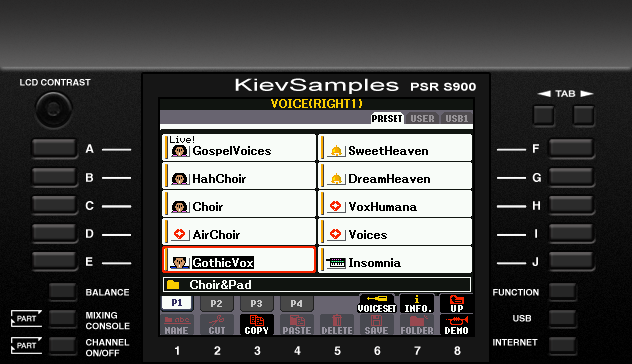 LCD CONTRAST
KievSamples PSR S900
TAB
VOICE(RIGHT1)
PRESET USER USB1
Live!
A GospelVoices SweetHeaven F
B HahChoir DreamHeaven G
C Choir VoxHumana H
D AirChoir Voices I
E GothicVox Insomnia J
Choir&Pad
BALANCE FUNCTION
P1 P2 P3 P4 VOICESET INFO. UP
PART MIXING CONSOLE USB
NAME CUT COPY PASTE DELETE SAVE FOLDER DEMO
PART CHANNEL ON/OFF INTERNET
1 2 3 4 5 6 7 8